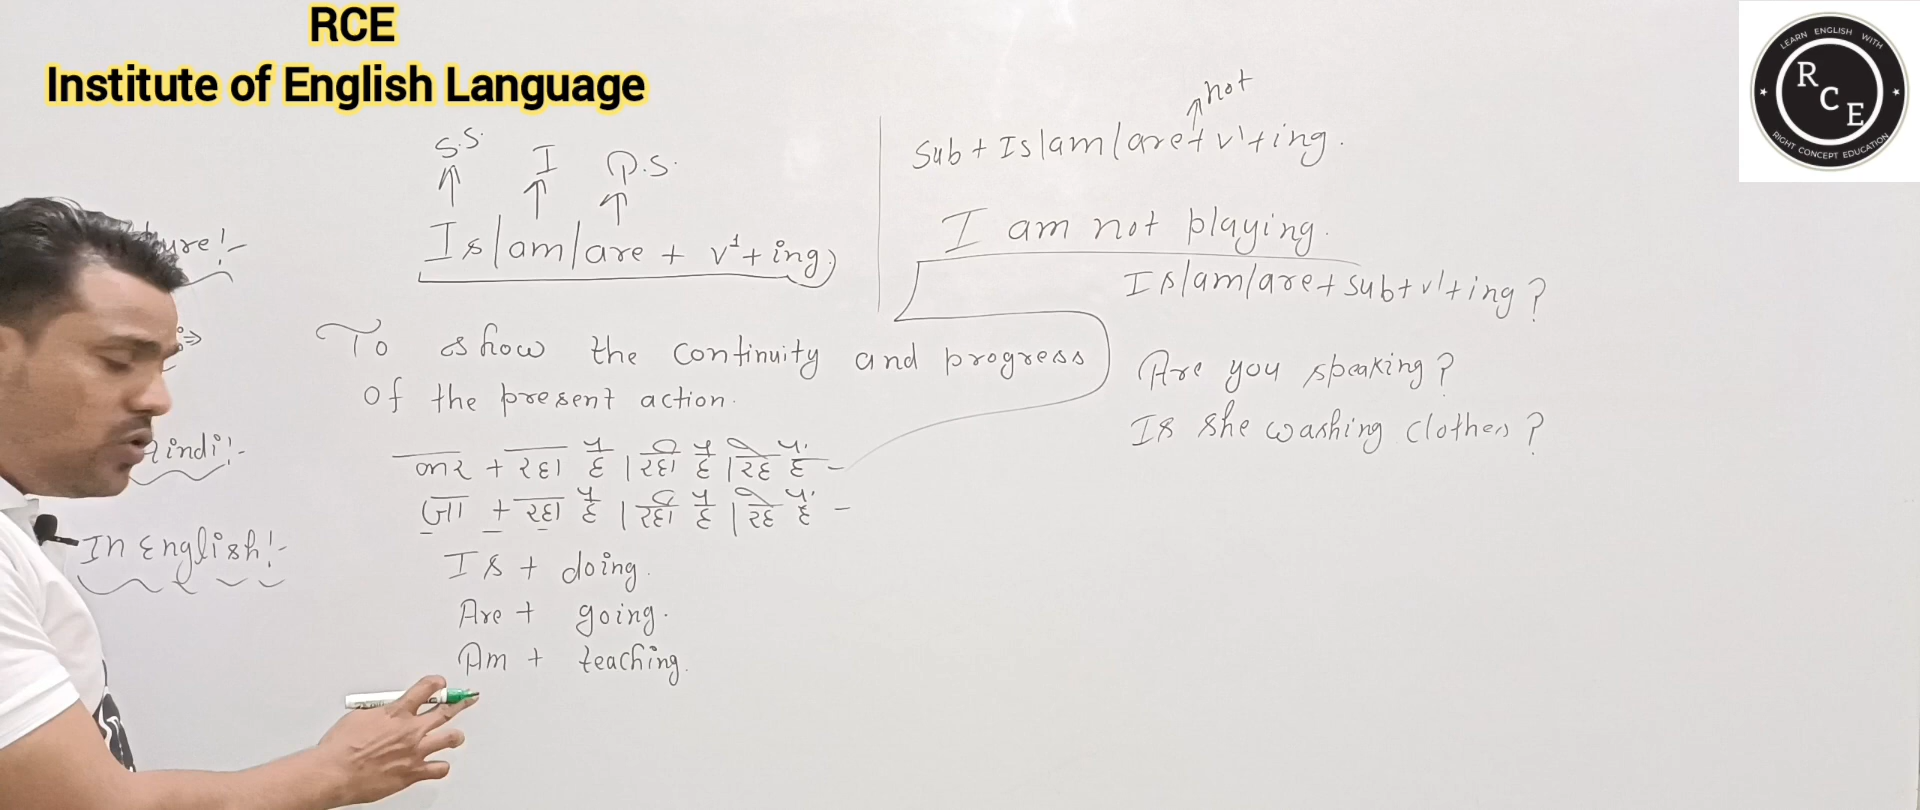 RCE
Institute of English Language
S.S. I P.S.
Is/am/are + v¹+ing
To show the continuity and progress
of the present action.
कर + रहा है । रही है । रहे हैं -
जा + रहा है । रही है । रहे हैं -
In English!-
Is + doing.
Are + going.
Am + teaching.
not
Sub + Is/am/are + v¹+ing.
I am not playing.
Is/am/are + sub + v¹+ing?
Are you speaking?
Is she washing clothes?
LEARN ENGLISH WITH
R C E
RIGHT CONCEPT EDUCATION